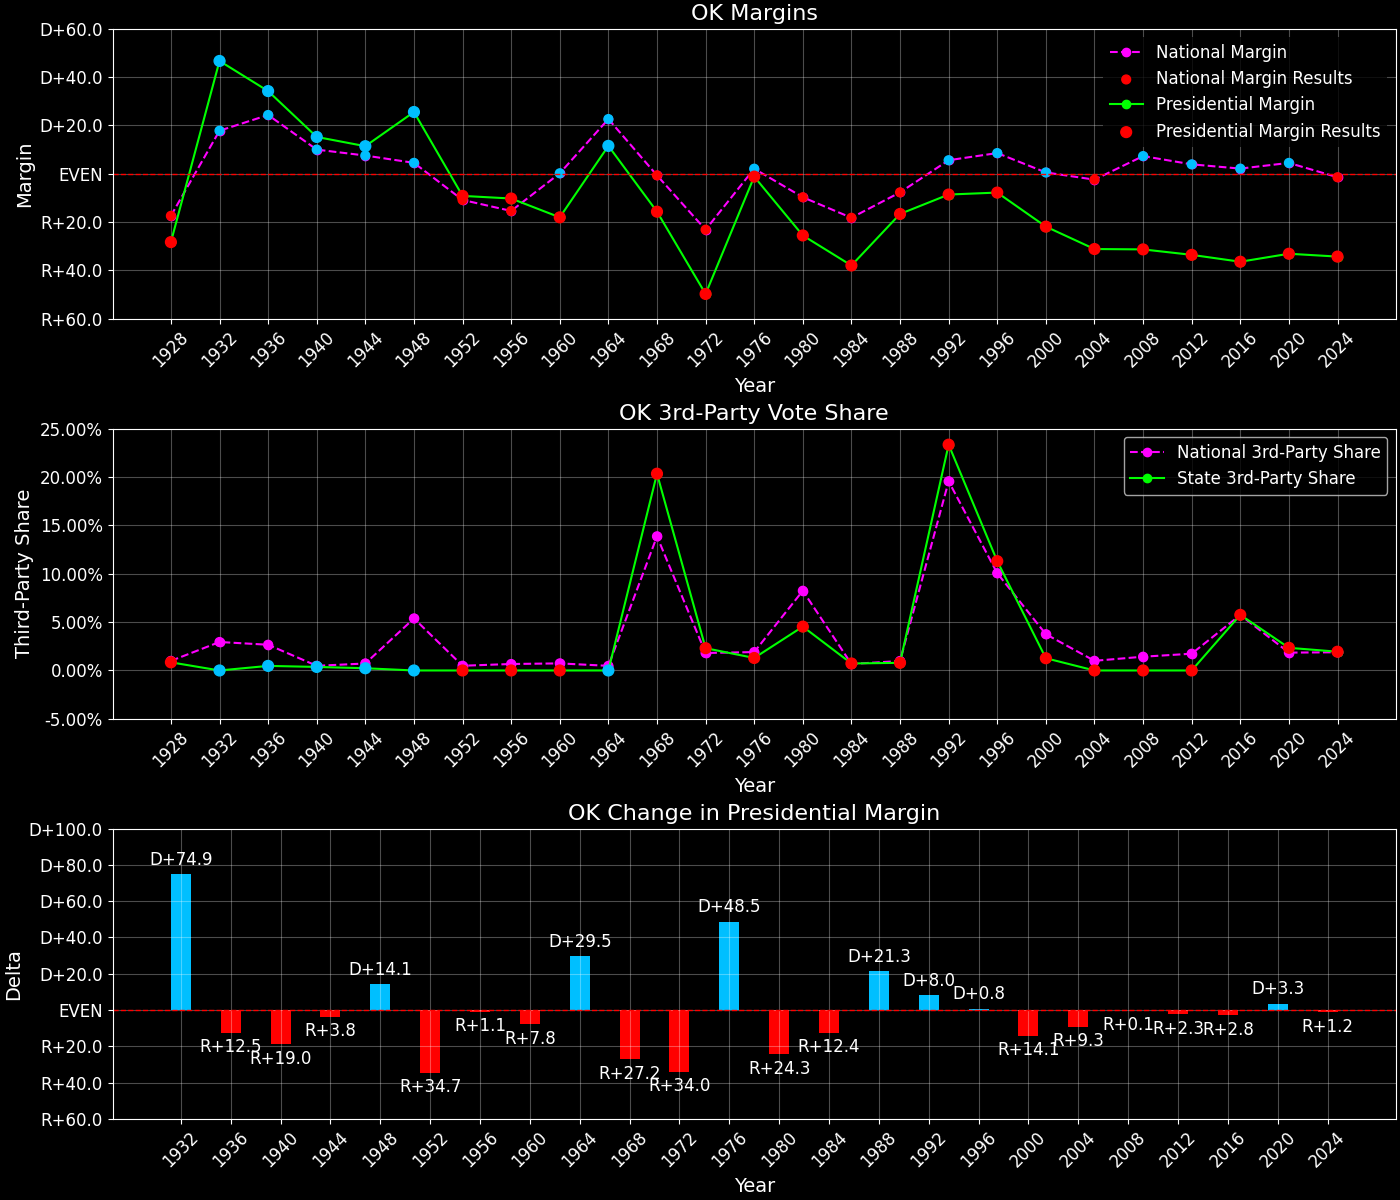 OK Margins
D+60.0
D+40.0
D+20.0
EVEN
R+20.0
R+40.0
R+60.0
Margin
National Margin
National Margin Results
Presidential Margin
Presidential Margin Results
1928 1932 1936 1940 1944 1948 1952 1956 1960 1964 1968 1972 1976 1980 1984 1988 1992 1996 2000 2004 2008 2012 2016 2020 2024
Year
OK 3rd-Party Vote Share
25.00%
20.00%
15.00%
10.00%
5.00%
0.00%
-5.00%
Third-Party Share
National 3rd-Party Share
State 3rd-Party Share
1928 1932 1936 1940 1944 1948 1952 1956 1960 1964 1968 1972 1976 1980 1984 1988 1992 1996 2000 2004 2008 2012 2016 2020 2024
Year
OK Change in Presidential Margin
D+100.0
D+80.0
D+60.0
D+40.0
D+20.0
EVEN
R+20.0
R+40.0
R+60.0
Delta
D+74.9
R+12.5
R+19.0
R+3.8
D+14.1
R+34.7
R+1.1
R+7.8
D+29.5
R+27.2
R+34.0
D+48.5
R+24.3
R+12.4
D+21.3
D+8.0
D+0.8
R+14.1
R+9.3
R+0.1
R+2.3
R+2.8
D+3.3
R+1.2
1932 1936 1940 1944 1948 1952 1956 1960 1964 1968 1972 1976 1980 1984 1988 1992 1996 2000 2004 2008 2012 2016 2020 2024
Year